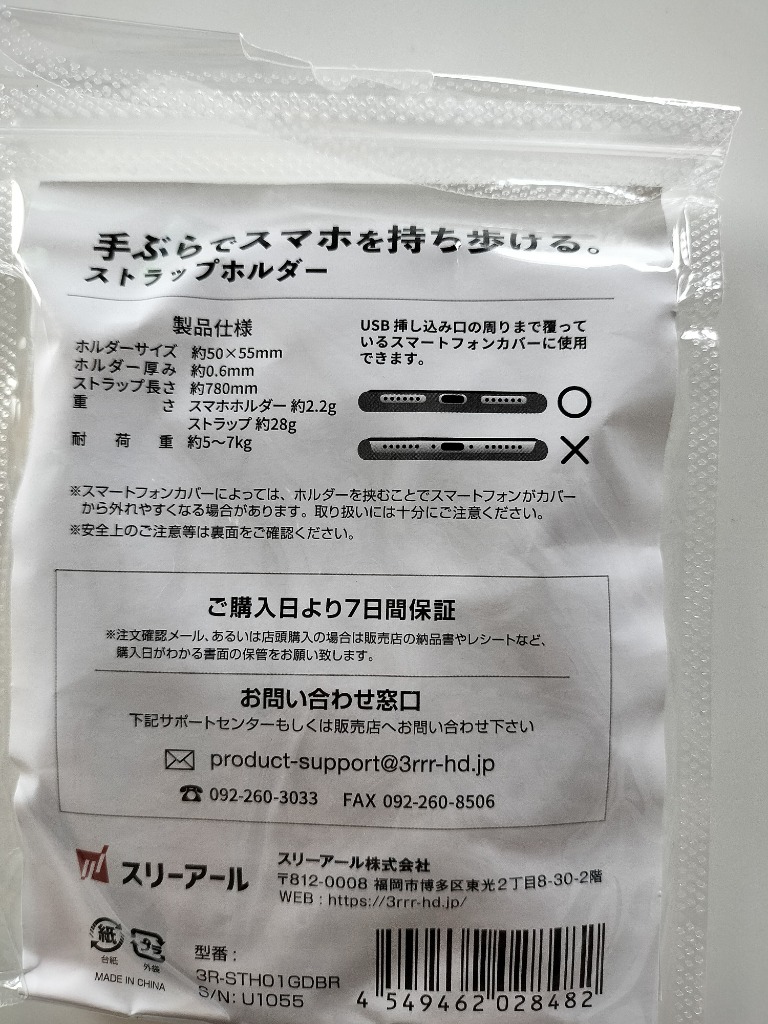 手ぶらでスマホを持ち歩ける。
ストラップホルダー
製品仕様
ホルダーサイズ 約50×55mm
ホルダー厚み 約0.6mm
ストラップ長さ 約780mm
重さ スマホホルダー 約2.2g
ストラップ 約28g
耐荷重 約5〜7kg
USB 挿し込み口の周りまで覆って
いるスマートフォンカバーに使用
できます。
※スマートフォンカバーによっては、ホルダーを挟むことでスマートフォンがカバー
から外れやすくなる場合があります。取り扱いには十分にご注意ください。
※安全上のご注意等は裏面をご確認ください。
ご購入日より7日間保証
※注文確認メール、あるいは店頭購入の場合は販売店の納品書やレシートなど、
購入日がわかる書面の保管をお願い致します。
お問い合わせ窓口
下記サポートセンターもしくは販売店へお問い合わせ下さい
product-support@3rrr-hd.jp
092-260-3033 FAX 092-260-8506
スリーアール
スリーアール株式会社
〒812-0008 福岡市博多区東光2丁目8-30-2階
WEB : https://3rrr-hd.jp/
紙
台紙
プラ
外袋
MADE IN CHINA
型番 :
3R-STH01GDBR
S/N: U1055
4 549462 028482